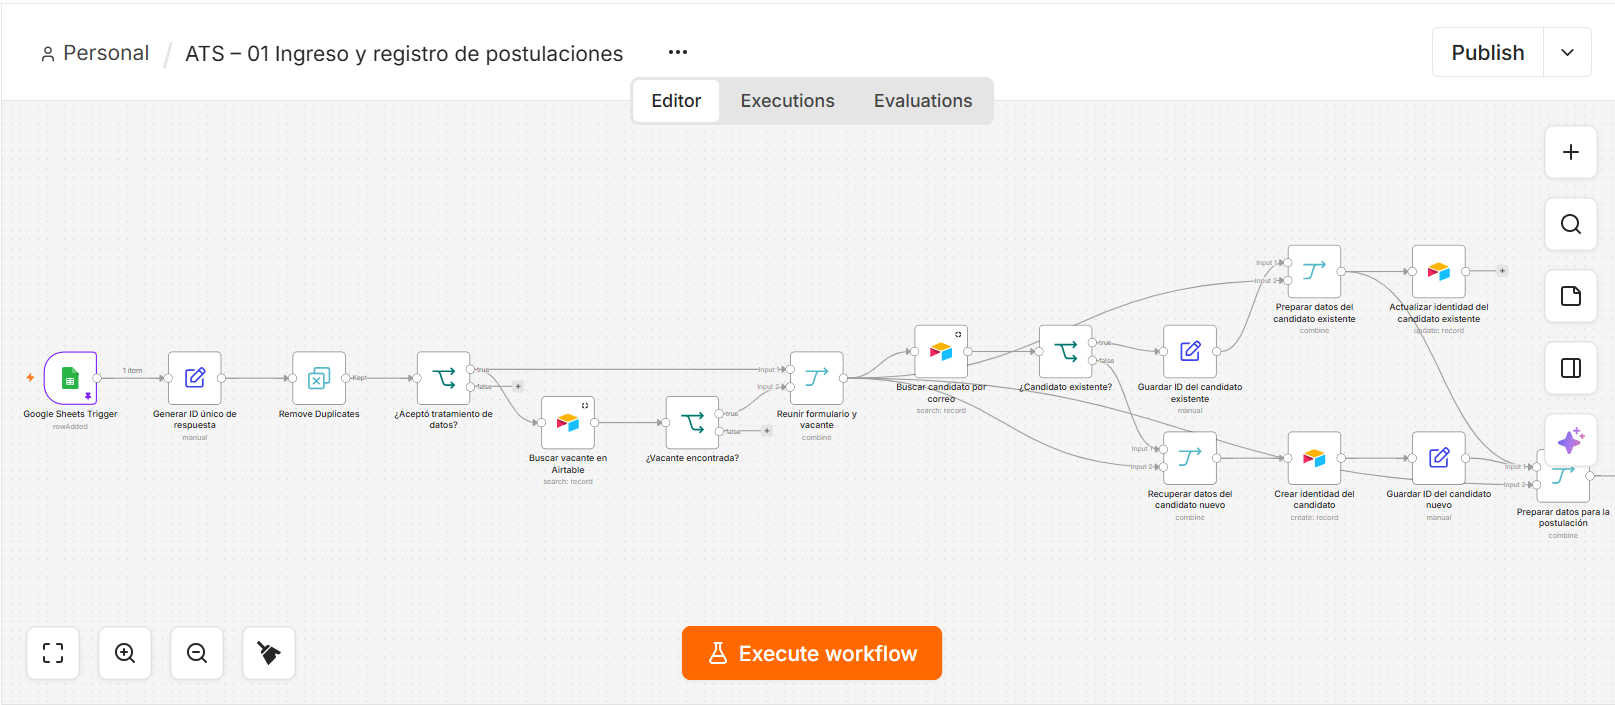 Personal / ATS – 01 Ingreso y registro de postulaciones ...
Publish
Editor Executions Evaluations
Google Sheets Trigger
rowAdded
1 item
Generar ID único de
respuesta
manual
Remove Duplicates
Kept
¿Aceptó tratamiento de
datos?
true
false
Buscar vacante en
Airtable
search: record
¿Vacante encontrada?
true
false
Input 1
Input 2
Reunir formulario y
vacante
combine
Buscar candidato por
correo
search: record
¿Candidato existente?
true
false
Guardar ID del candidato
existente
manual
Input 1
Input 2
Preparar datos del
candidato existente
combine
Actualizar identidad del
candidato existente
update: record
Input 1
Input 2
Recuperar datos del
candidato nuevo
combine
Crear identidad del
candidato
create: record
Guardar ID del candidato
nuevo
manual
Input 1
Input 2
Preparar datos para la
postulación
combine
Execute workflow